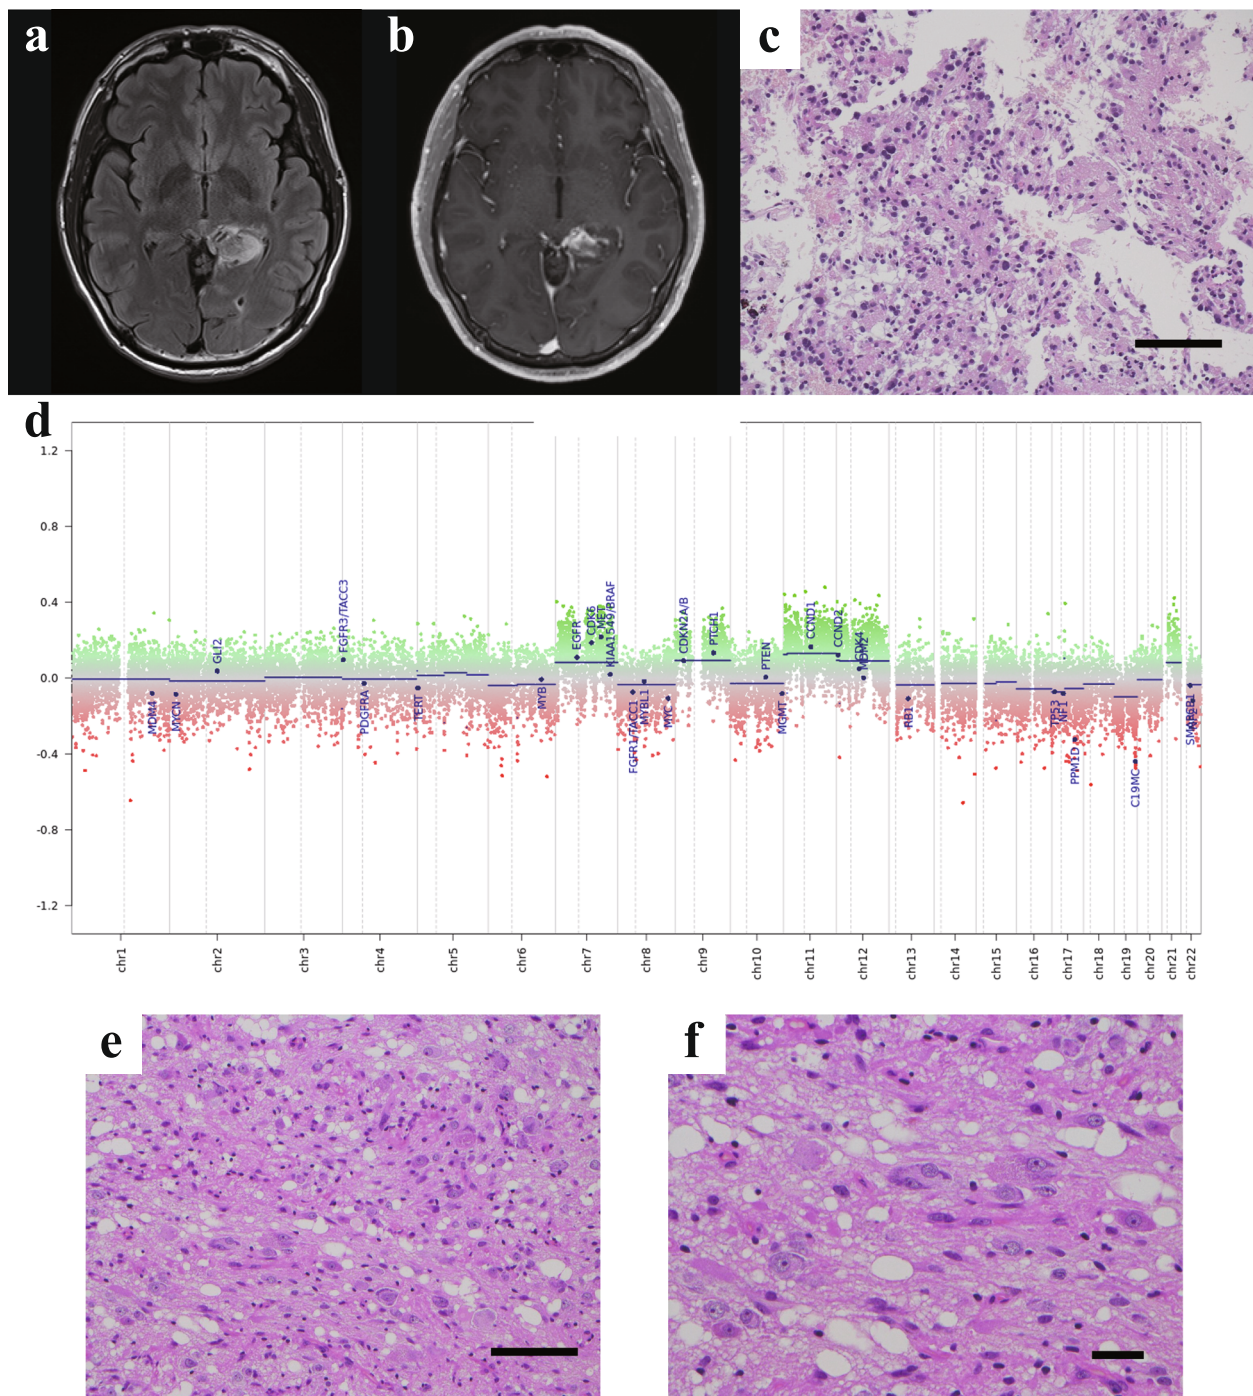 a
b
c
d
1.2
0.8
0.4
0.0
-0.4
-0.8
-1.2
MDM4
MYCN
GLI2
FGFR3/TACC3
PDGFRA
TERT
MYB
EGFR
CDK6
MET
KIAA1549/BRAF
FGFR1/TACC1
MYBL1
MYC
CDKN2A/B
PTCH1
PTEN
MGMT
CCND1
CCND2
CDK4
MDM2
RB1
TP53
NF1
PPM1D
C19MC
SMARCB1
chr1
chr2
chr3
chr4
chr5
chr6
chr7
chr8
chr9
chr10
chr11
chr12
chr13
chr14
chr15
chr16
chr17
chr18
chr19
chr20
chr21
chr22
e
f